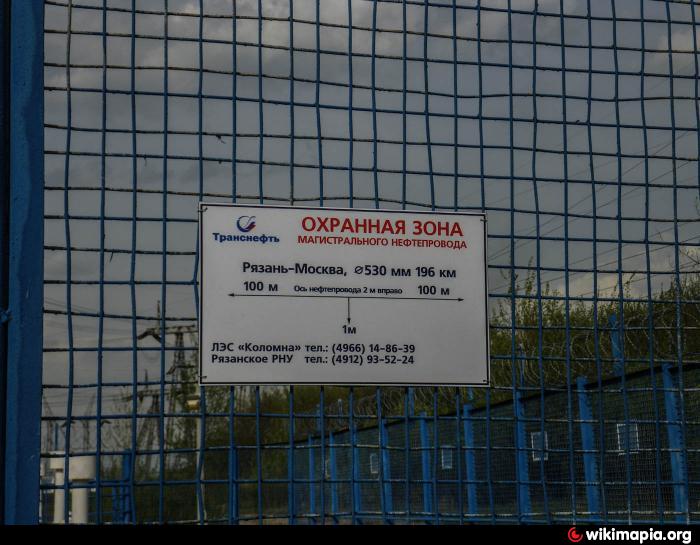 Транснефть
ОХРАННАЯ ЗОНА
МАГИСТРАЛЬНОГО НЕФТЕПРОВОДА
Рязань-Москва, ⌀530 мм 196 км
100 м Ось нефтепровода 2 м вправо 100 м
1м
ЛЭС «Коломна» тел.: (4966) 14-86-39
Рязанское РНУ тел.: (4912) 93-52-24
wikimapia.org